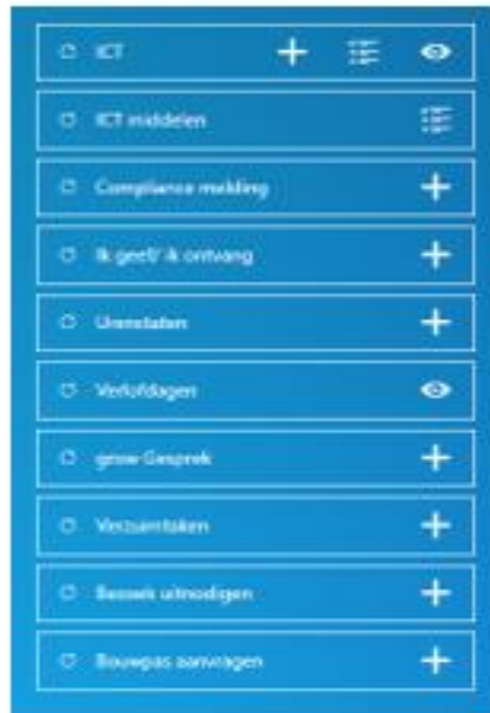 ICT
ICT middelen
Compliance melding
Ik geef/ ik ontvang
Urenstaten
Verlofdagen
grow Gesprek
Verzuimtaken
Bezoek uitnodigen
Bouwpas aanvragen